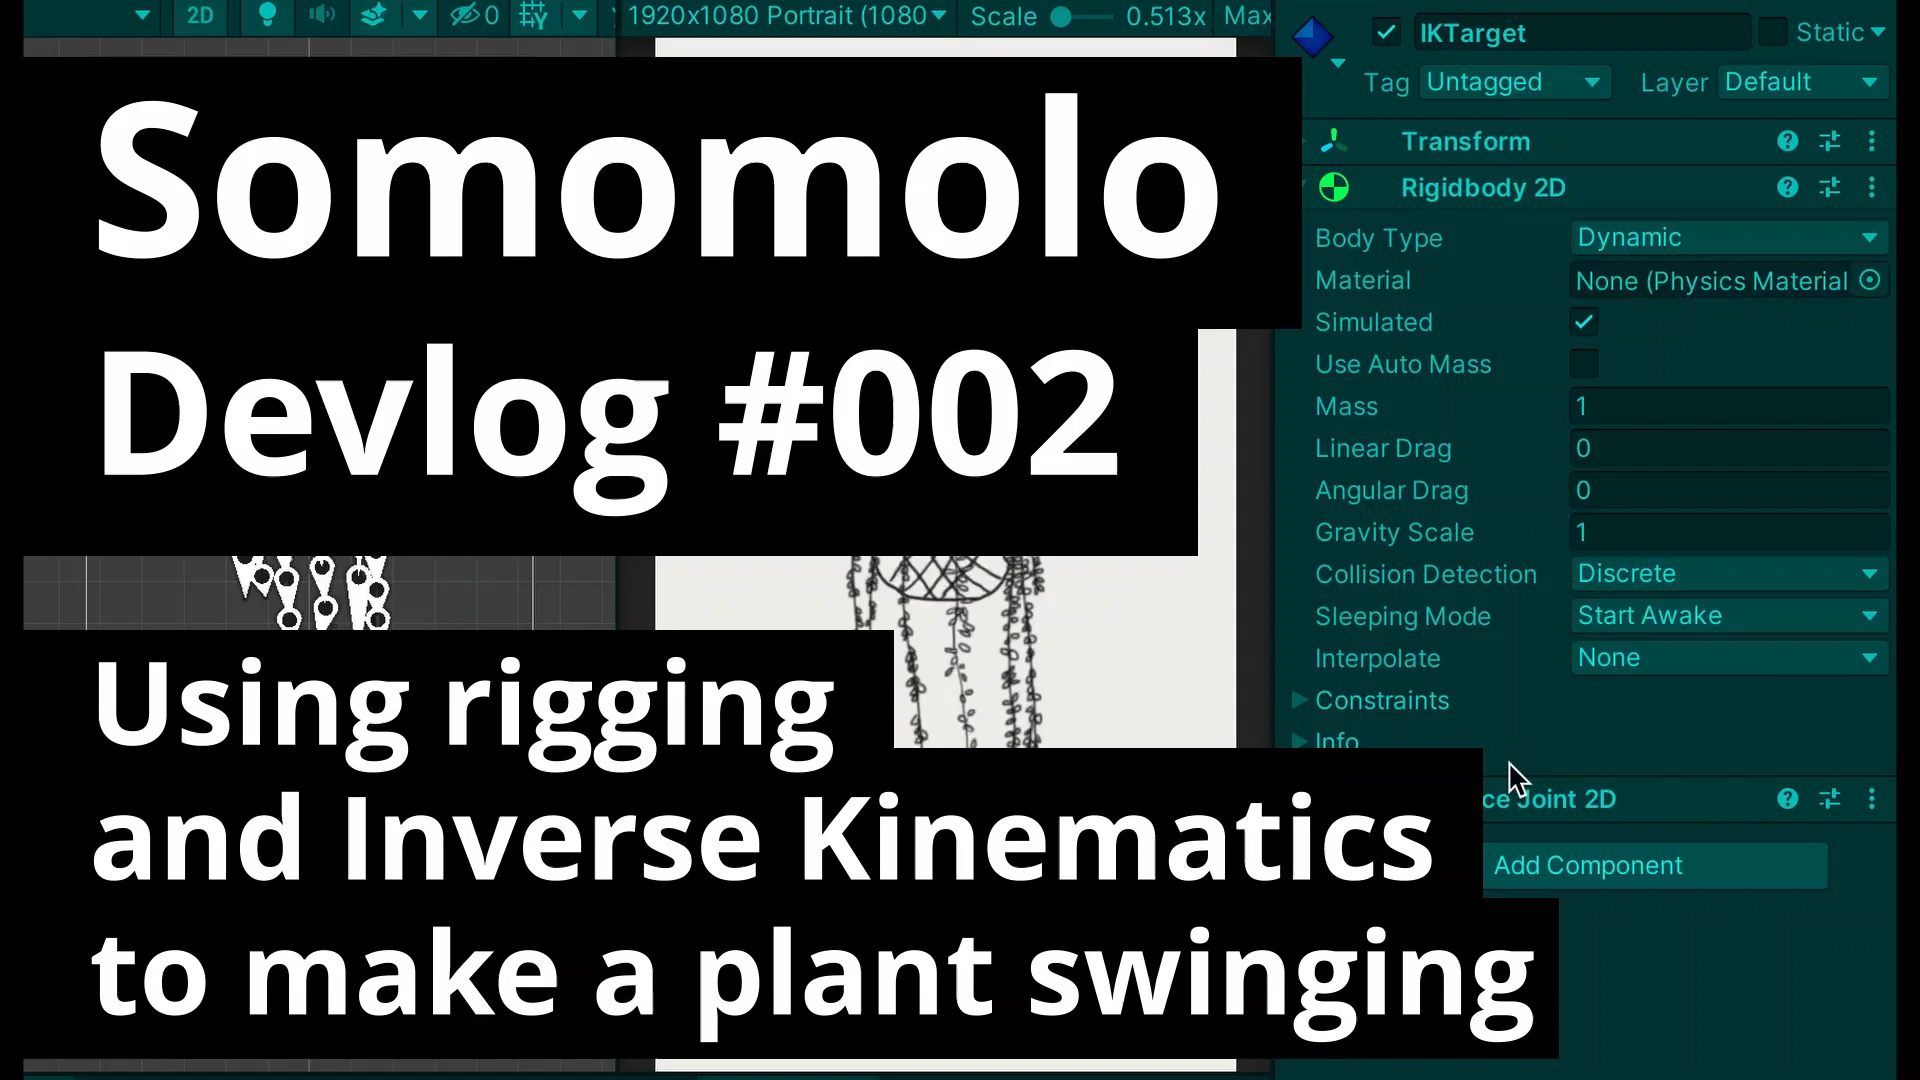 2D
0
1920x1080 Portrait (1080
Scale
0.513x
Max
IKTarget
Static
Tag
Untagged
Layer
Default
Somomolo
Devlog #002
Using rigging
and Inverse Kinematics
to make a plant swinging
Transform
Rigidbody 2D
Body Type
Dynamic
Material
None (Physics Material
Simulated
Use Auto Mass
Mass
1
Linear Drag
0
Angular Drag
0
Gravity Scale
1
Collision Detection
Discrete
Sleeping Mode
Start Awake
Interpolate
None
Constraints
Info
ce Joint 2D
Add Component